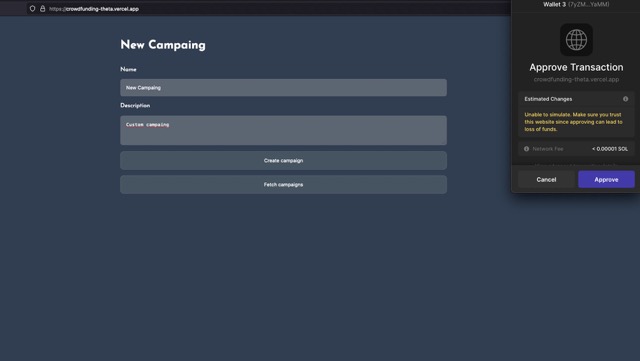 https://crowdfunding-theta.vercel.app
New Campaing
Name
New Campaing
Description
Custom campaing
Create campaign
Fetch campaigns
Wallet 3 (7yZM...YaMM)
Approve Transaction
crowdfunding-theta.vercel.app
Estimated Changes
Unable to simulate. Make sure you trust
this website since approving can lead to
loss of funds.
Network Fee < 0.00001 SOL
Cancel Approve